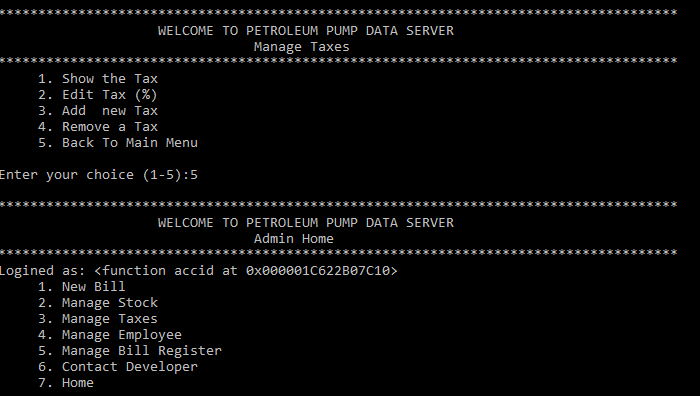 *************************************************************************************
WELCOME TO PETROLEUM PUMP DATA SERVER
Manage Taxes
*************************************************************************************
1. Show the Tax
2. Edit Tax (%)
3. Add  new Tax
4. Remove a Tax
5. Back To Main Menu
Enter your choice (1-5):5
*************************************************************************************
WELCOME TO PETROLEUM PUMP DATA SERVER
Admin Home
*************************************************************************************
Logined as: <function accid at 0x000001C622B07C10>
1. New Bill
2. Manage Stock
3. Manage Taxes
4. Manage Employee
5. Manage Bill Register
6. Contact Developer
7. Home